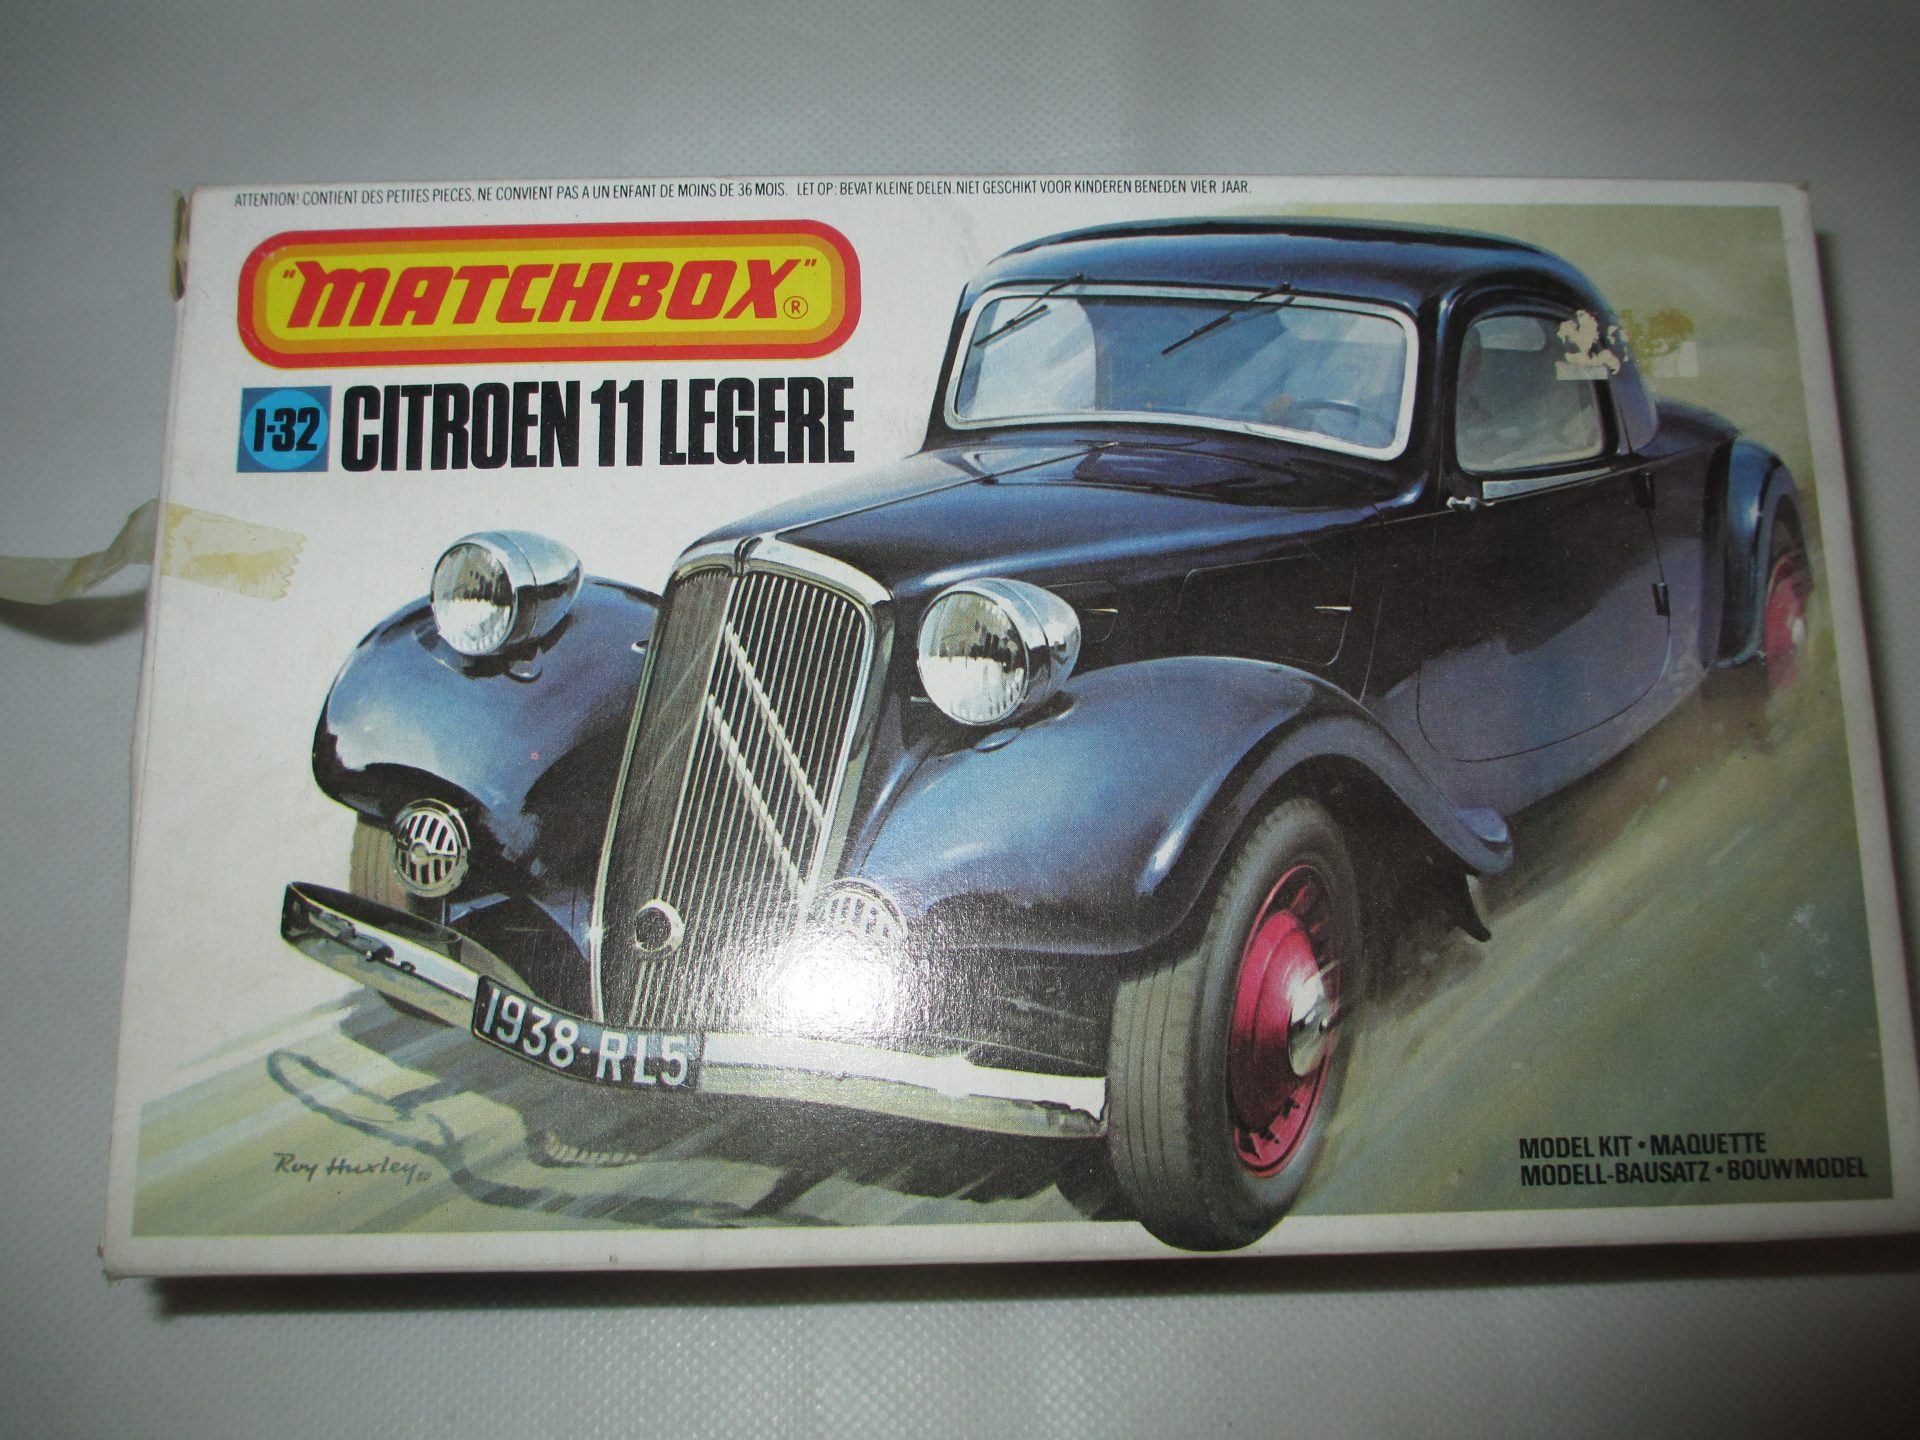 ATTENTION! CONTIENT DES PETITES PIECES, NE CONVIENT PAS A UN ENFANT DE MOINS DE 36 MOIS. LET OP: BEVAT KLEINE DELEN. NIET GESCHIKT VOOR KINDEREN BENEDEN VIER JAAR.
"MATCHBOX"®
1-32 CITROEN 11 LEGERE
1938-RL5
Roy Huxley 80
MODEL KIT • MAQUETTE
MODELL-BAUSATZ • BOUWMODEL